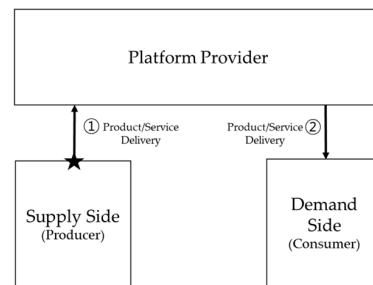 Platform Provider
① Product/Service
Delivery
Product/Service ②
Delivery
Supply Side
(Producer)
Demand
Side
(Consumer)